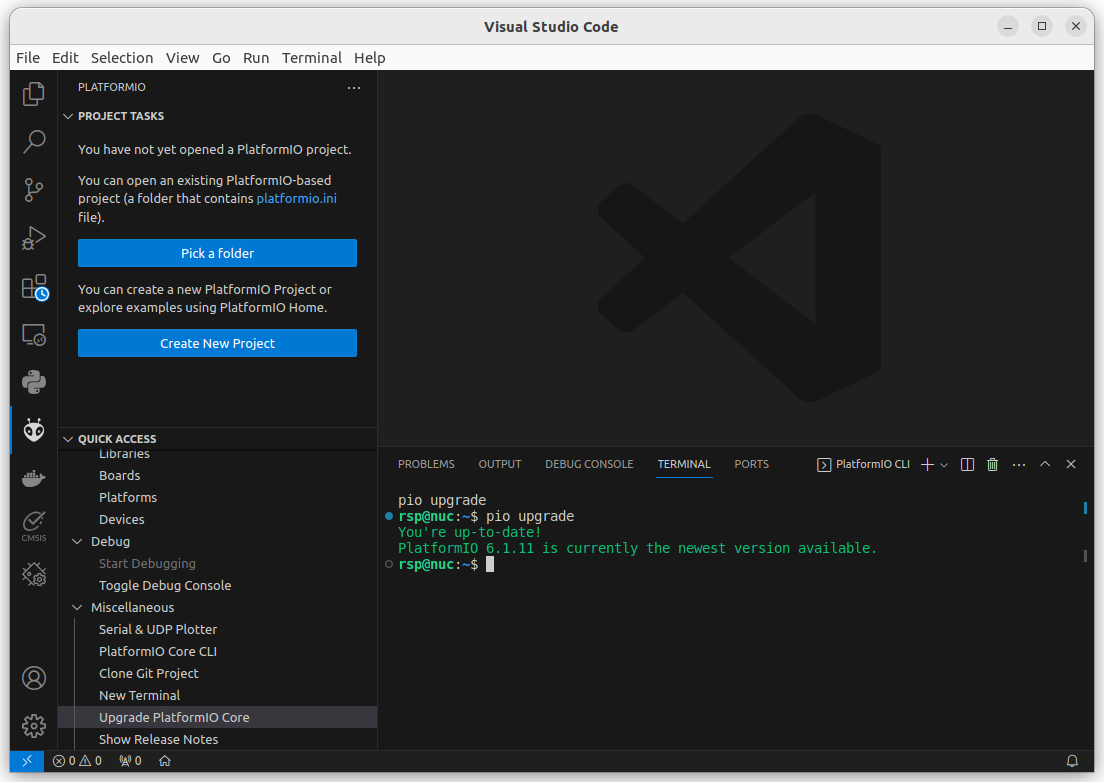 Visual Studio Code
File Edit Selection View Go Run Terminal Help
PLATFORMIO
PROJECT TASKS
You have not yet opened a PlatformIO project.
You can open an existing PlatformIO-based
project (a folder that contains platformio.ini
file).
Pick a folder
You can create a new PlatformIO Project or
explore examples using PlatformIO Home.
Create New Project
QUICK ACCESS
Libraries
Boards
Platforms
Devices
Debug
Start Debugging
Toggle Debug Console
Miscellaneous
Serial & UDP Plotter
PlatformIO Core CLI
Clone Git Project
New Terminal
Upgrade PlatformIO Core
Show Release Notes
CMSIS
PROBLEMS OUTPUT DEBUG CONSOLE TERMINAL PORTS PlatformIO CLI
pio upgrade
rsp@nuc:~$ pio upgrade
You're up-to-date!
PlatformIO 6.1.11 is currently the newest version available.
rsp@nuc:~$
0 0 0